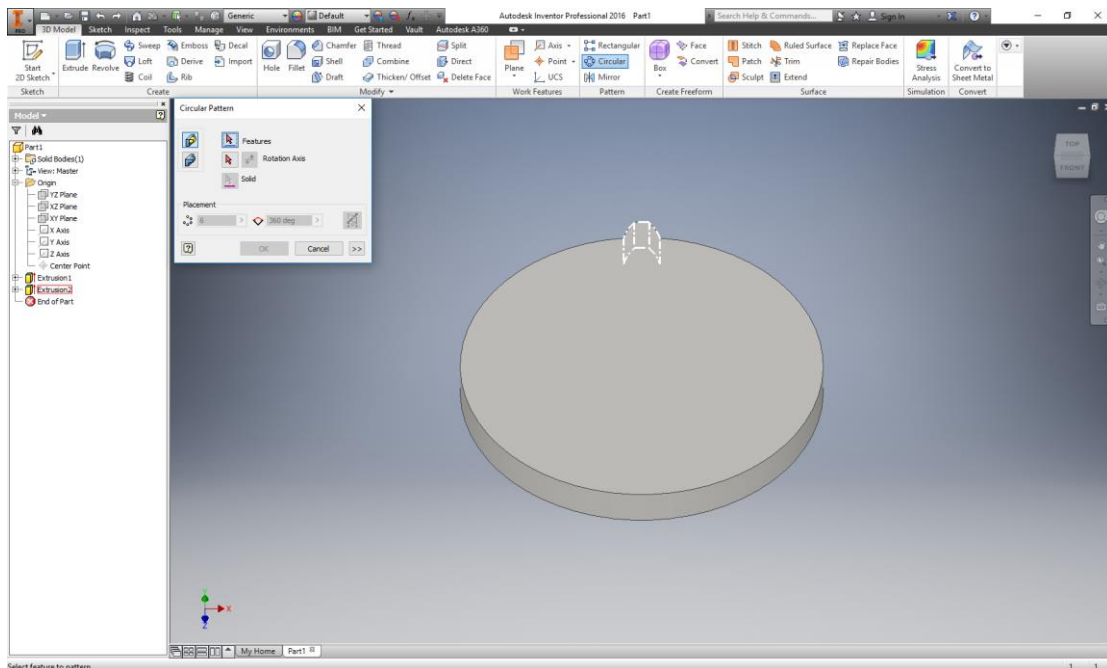 Generic
Default
Autodesk Inventor Professional 2016 Part1
Search Help & Commands...
Sign In
PRO
3D Model Sketch Inspect Tools Manage View Environments BIM Get Started Vault Autodesk A360
Start
2D Sketch
Extrude Revolve
Sweep Emboss Decal
Loft Derive Import
Coil Rib
Hole Fillet
Chamfer Thread Split
Shell Combine Direct
Draft Thicken/ Offset Delete Face
Plane
Axis
Point
UCS
Rectangular
Circular
Mirror
Box
Face
Convert
Stitch Ruled Surface Replace Face
Patch Trim Repair Bodies
Sculpt Extend
Stress
Analysis
Convert to
Sheet Metal
Sketch Create Modify Work Features Pattern Create Freeform Surface Simulation Convert
Model
Part1
Solid Bodies(1)
View: Master
Origin
YZ Plane
XZ Plane
XY Plane
X Axis
Y Axis
Z Axis
Center Point
Extrusion1
Extrusion2
End of Part
Circular Pattern
Features
Rotation Axis
Solid
Placement
6 > 360 deg >
OK Cancel >>
TOP
FRONT
X
Z
My Home Part1
Select feature to pattern
1 1